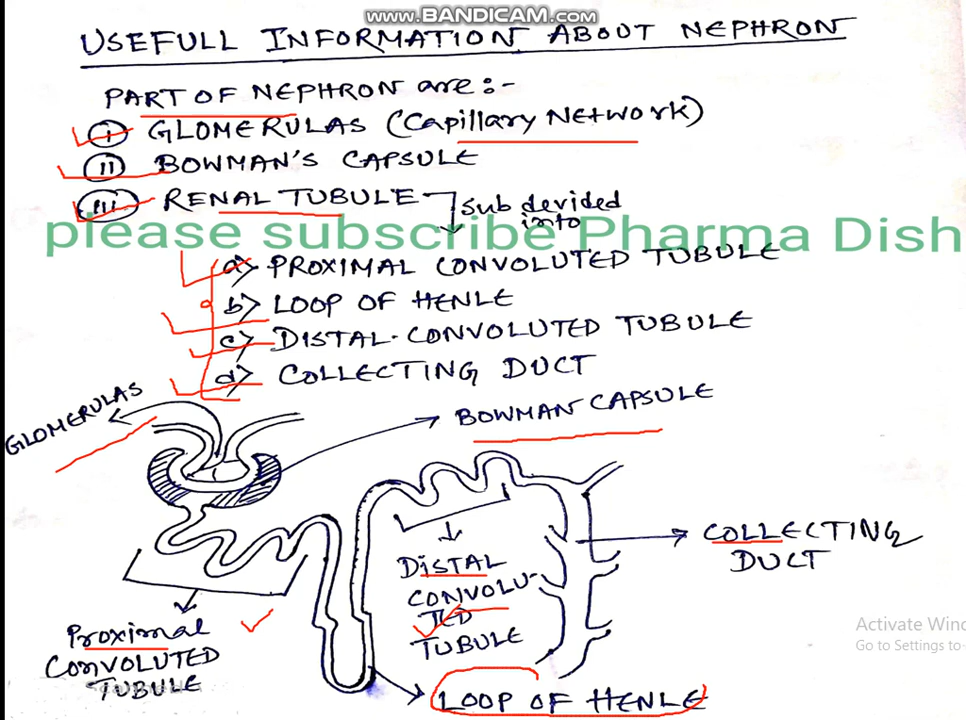 WWW.BANDICAM.COM
USEFULL INFORMATION ABOUT NEPHRON
PART OF NEPHRON are:-
(i) GLOMERULAS (Capillary NEtwork)
(ii) BOWMAN'S CAPSULE
(iii) RENAL TUBULE
Sub devided
into
please subscribe Pharma Dish
a) PROXIMAL CONVOLUTED TUBULE
b) LOOP OF HENLE
c) DISTAL-CONVOLUTED TUBULE
d) COLLECTING DUCT
GLOMERULAS
BOWMAN CAPSULE
COLLECTING
DUCT
DISTAL
CONVOLU-
TED
TUBULE
Proximal
CONVOLUTED
TUBULE
LOOP OF HENLE
Activate Wind
Go to Settings to